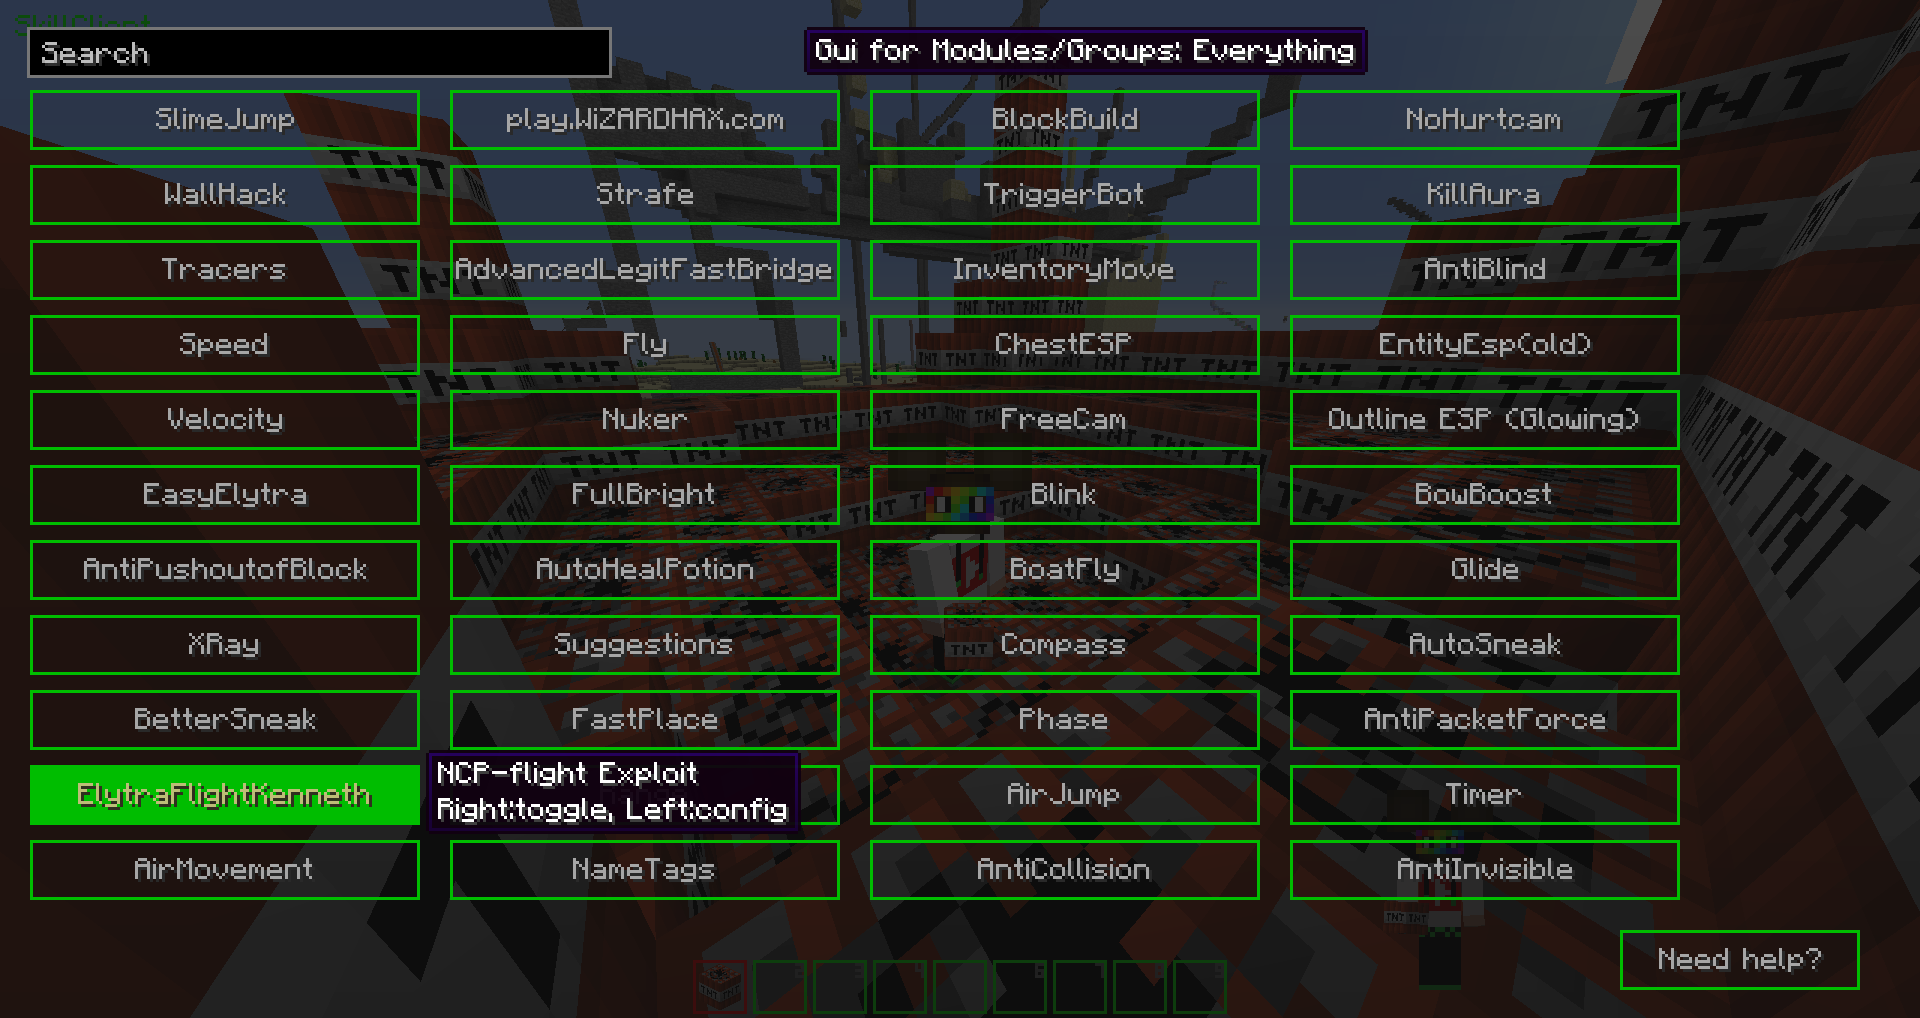 SkillClient
Search
Gui for Modules/Groups: Everything
SlimeJump
play.WiZARDHAX.com
BlockBuild
NoHurtcam
WallHack
Strafe
TriggerBot
KillAura
Tracers
AdvancedLegitFastBridge
InventoryMove
AntiBlind
Speed
Fly
ChestESP
EntityEsp(old)
Velocity
Nuker
FreeCam
Outline ESP (Glowing)
EasyElytra
FullBright
Blink
BowBoost
AntiPushoutofBlock
AutoHealPotion
BoatFly
Glide
XRay
Suggestions
Compass
AutoSneak
BetterSneak
FastPlace
Phase
AntiPacketForce
ElytraFlightKenneth
NCP-flight Exploit
Right:toggle, Left:config
AirJump
Timer
AirMovement
NameTags
AntiCollision
AntiInvisible
Need help?